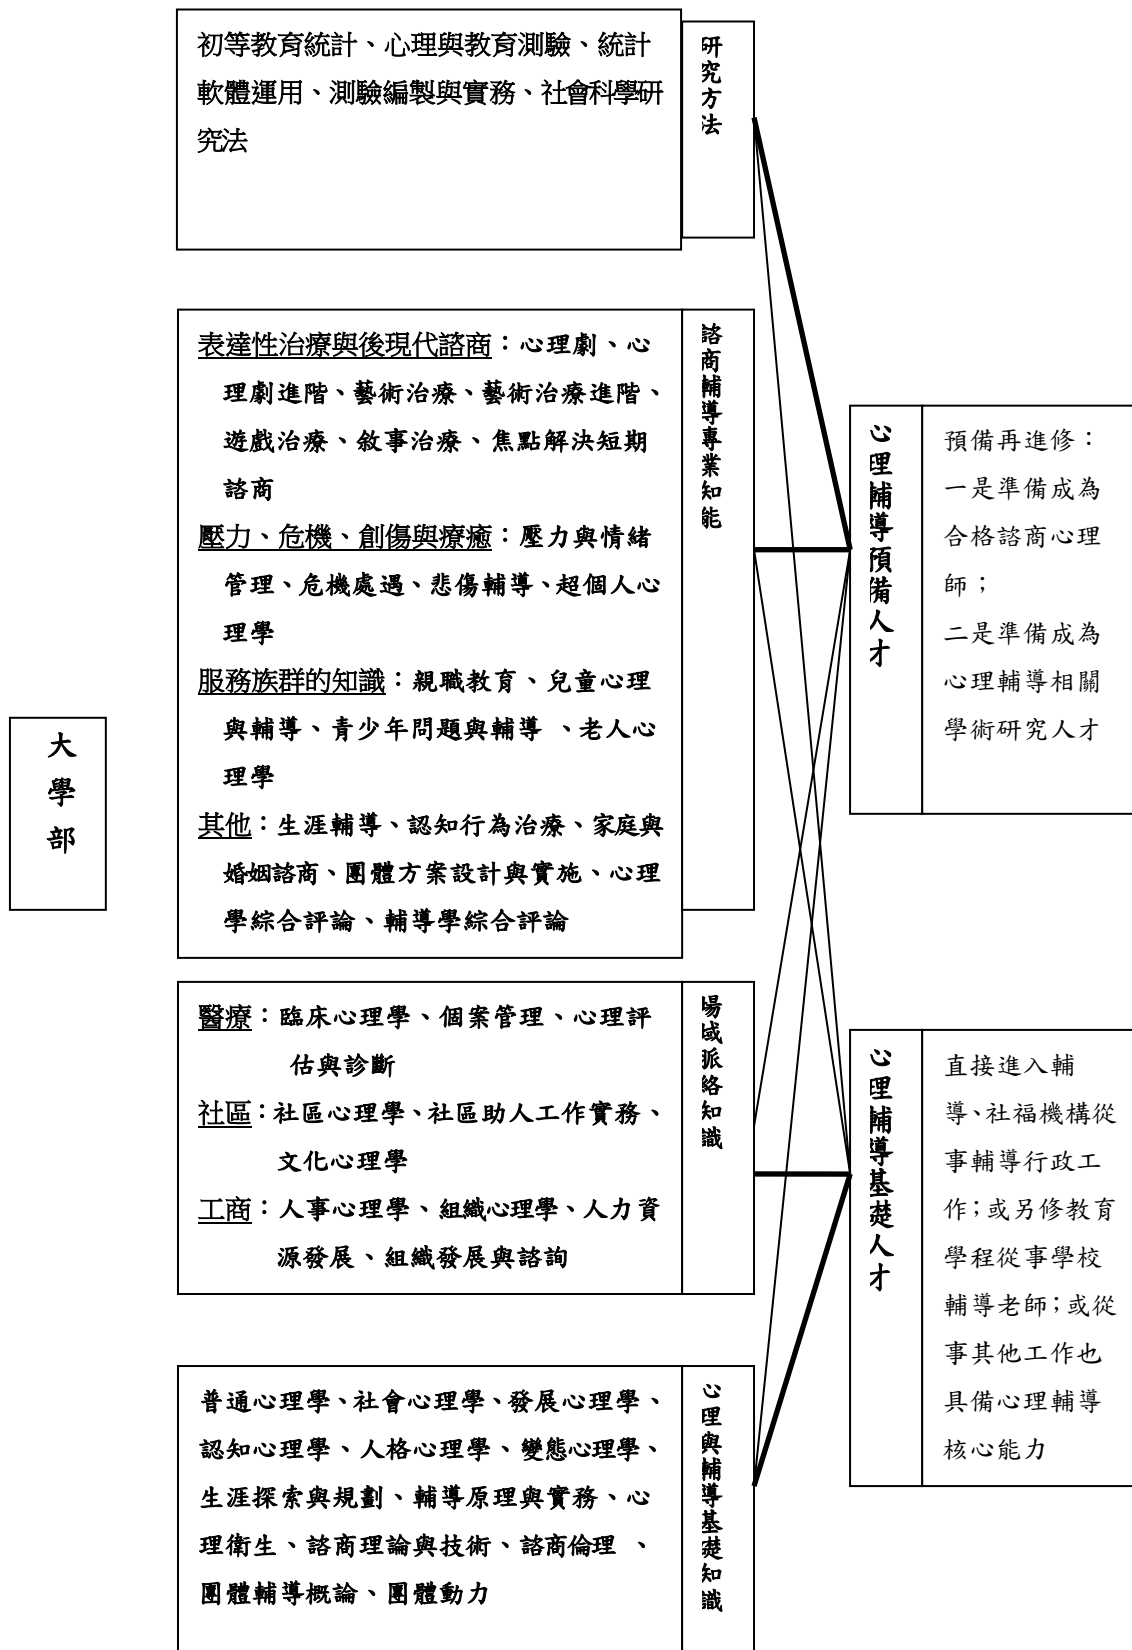 初等教育統計、心理與教育測驗、統計
軟體運用、測驗編製與實務、社會科學研
究法
研究方法
表達性治療與後現代諮商：心理劇、心
理劇進階、藝術治療、藝術治療進階、
遊戲治療、敘事治療、焦點解決短期
諮商
壓力、危機、創傷與療癒：壓力與情緒
管理、危機處遇、悲傷輔導、超個人心
理學
服務族群的知識：親職教育、兒童心理
與輔導、青少年問題與輔導 、老人心
理學
其他：生涯輔導、認知行為治療、家庭與
婚姻諮商、團體方案設計與實施、心理
學綜合評論、輔導學綜合評論
諮商輔導專業知能
大學部
醫療：臨床心理學、個案管理、心理評
估與診斷
社區：社區心理學、社區助人工作實務、
文化心理學
工商：人事心理學、組織心理學、人力資
源發展、組織發展與諮詢
場域脈絡知識
普通心理學、社會心理學、發展心理學、
認知心理學、人格心理學、變態心理學、
生涯探索與規劃、輔導原理與實務、心
理衛生、諮商理論與技術、諮商倫理 、
團體輔導概論、團體動力
心理與輔導基礎知識
心理輔導預備人才
預備再進修：
一是準備成為
合格諮商心理
師；
二是準備成為
心理輔導相關
學術研究人才
心理輔導基礎人才
直接進入輔
導、社福機構從
事輔導行政工
作；或另修教育
學程從事學校
輔導老師；或從
事其他工作也
具備心理輔導
核心能力